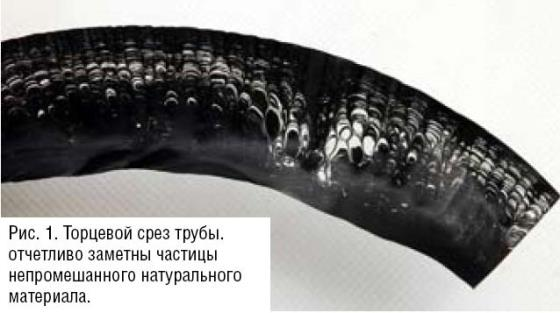 Рис. 1. Торцевой срез трубы.
отчетливо заметны частицы
непромешанного натурального
материала.